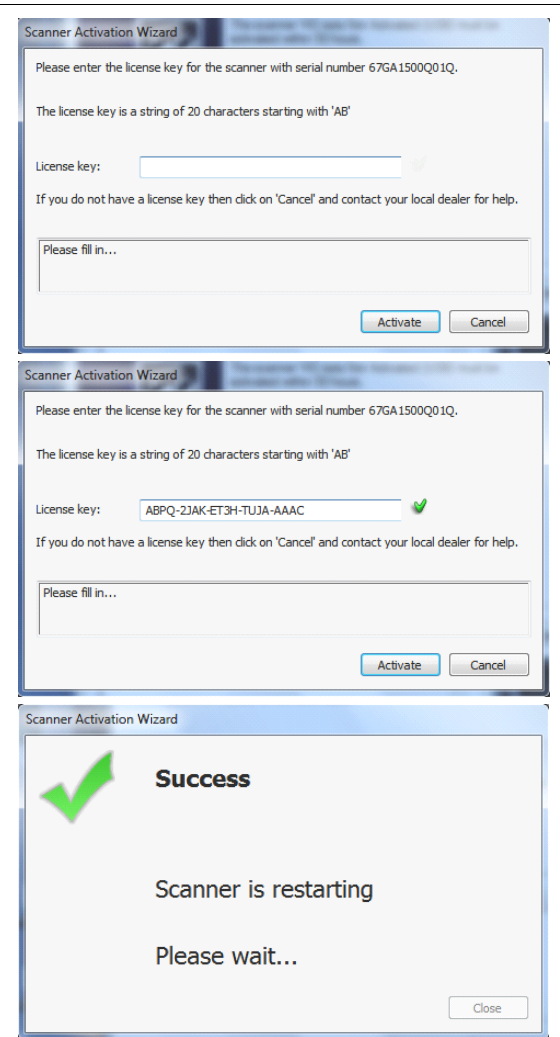 Scanner Activation Wizard
Please enter the license key for the scanner with serial number 67GA1500Q01Q.
The license key is a string of 20 characters starting with 'AB'
License key:
If you do not have a license key then click on 'Cancel' and contact your local dealer for help.
Please fill in...
Activate Cancel
Scanner Activation Wizard
Please enter the license key for the scanner with serial number 67GA1500Q01Q.
The license key is a string of 20 characters starting with 'AB'
License key: ABPQ-2JAK-ET3H-TUJA-AAAC
If you do not have a license key then click on 'Cancel' and contact your local dealer for help.
Please fill in...
Activate Cancel
Scanner Activation Wizard
Success
Scanner is restarting
Please wait...
Close